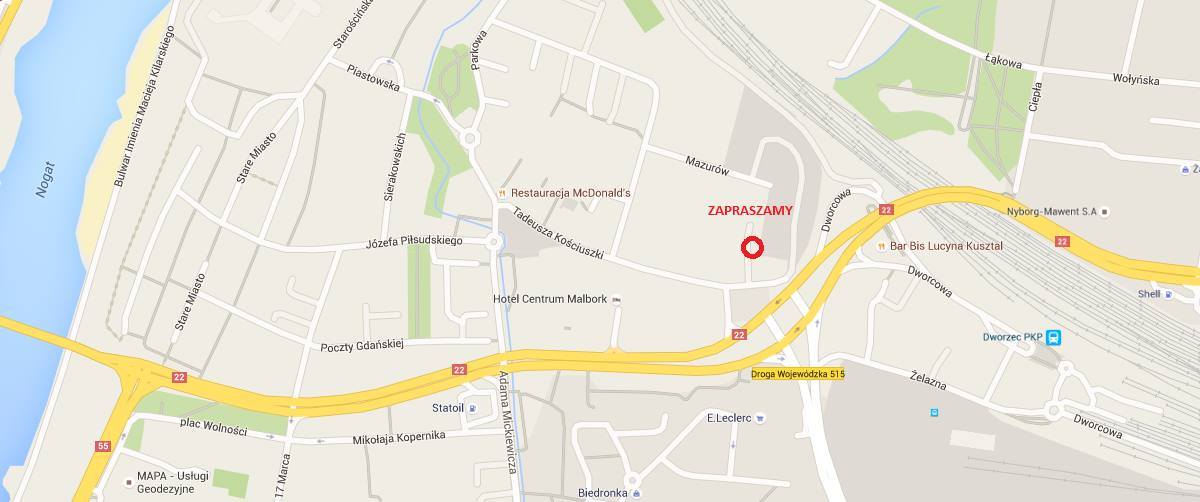 Starościńska
Parkowa
Łąkowa
Wołyńska
Piastowska
Ciepła
Bulwar Imienia Macieja Kilarskiego
Stare Miasto
Sierakowskich
Nogat
Mazurów
Restauracja McDonald's
Dworcowa
ZAPRASZAMY
22
Nyborg-Mawent S.A
Tadeusza Kościuszki
Józefa Piłsudskiego
22
Bar Bis Lucyna Kusztal
Dworcowa
Stare Miasto
Hotel Centrum Malbork
Shell
22
Dworzec PKP
Poczty Gdańskiej
22
22
Droga Wojewódzka 515
Żelazna
Adama Mickiewicza
Statoil
E.Leclerc
Dworcowa
plac Wolności
Mikołaja Kopernika
55
17 Marca
MAPA - Usługi
Geodezyjne
Biedronka